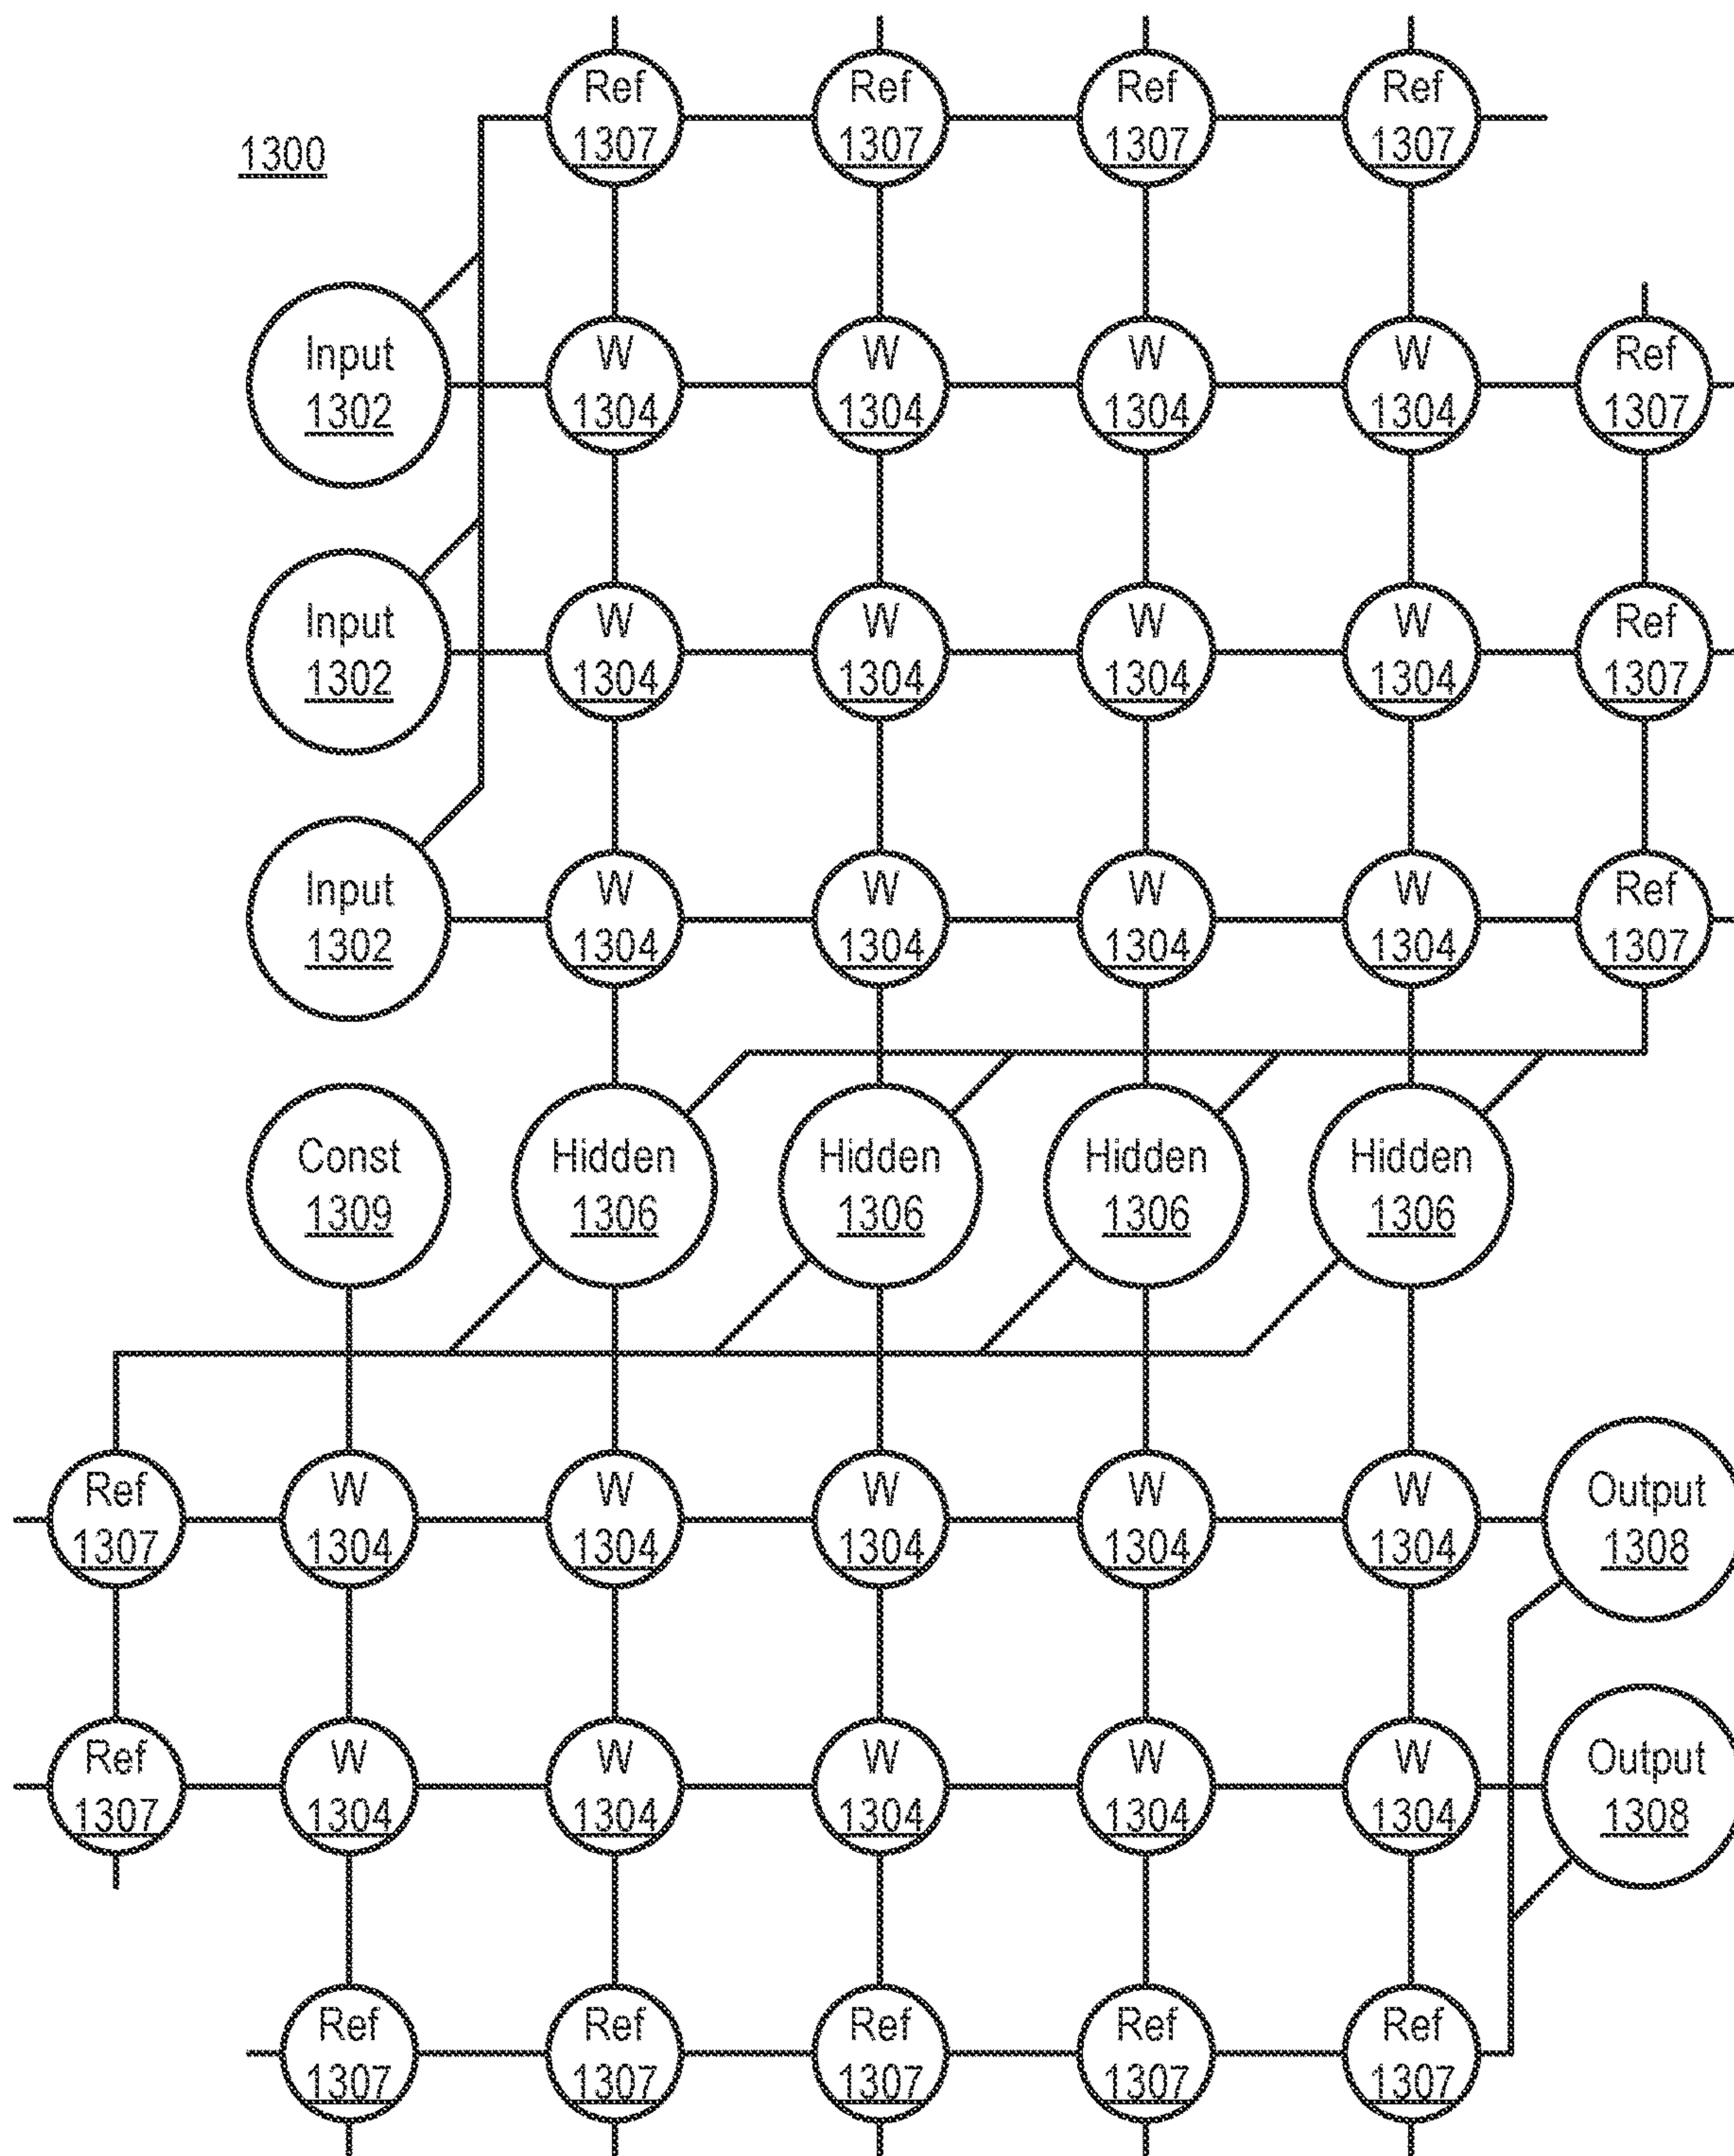 Ref Ref Ref Ref
1307 1307 1307 1307
1300
Input W W W W Ref
1302 1304 1304 1304 1304 1307
Input W W W W Ref
1302 1304 1304 1304 1304 1307
Input W W W W Ref
1302 1304 1304 1304 1304 1307
Const Hidden Hidden Hidden Hidden
1309 1306 1306 1306 1306
Ref W W W W W Output
1307 1304 1304 1304 1304 1304 1308
Ref W W W W W Output
1307 1304 1304 1304 1304 1304 1308
Ref Ref Ref Ref Ref
1307 1307 1307 1307 1307